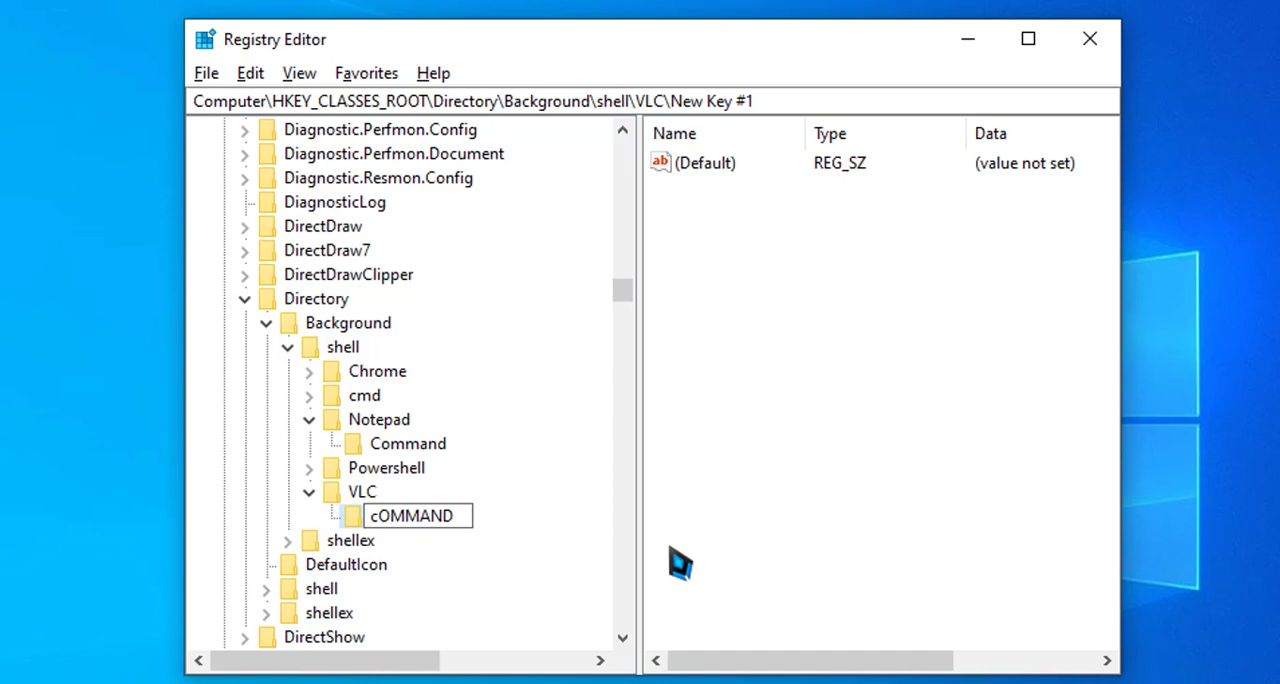 Registry Editor
File Edit View Favorites Help
Computer\HKEY_CLASSES_ROOT\Directory\Background\shell\VLC\New Key #1
Diagnostic.Perfmon.Config
Diagnostic.Perfmon.Document
Diagnostic.Resmon.Config
DiagnosticLog
DirectDraw
DirectDraw7
DirectDrawClipper
Directory
Background
shell
Chrome
cmd
Notepad
Command
Powershell
VLC
cOMMAND
shellex
DefaultIcon
shell
shellex
DirectShow
Name Type Data
ab (Default) REG_SZ (value not set)